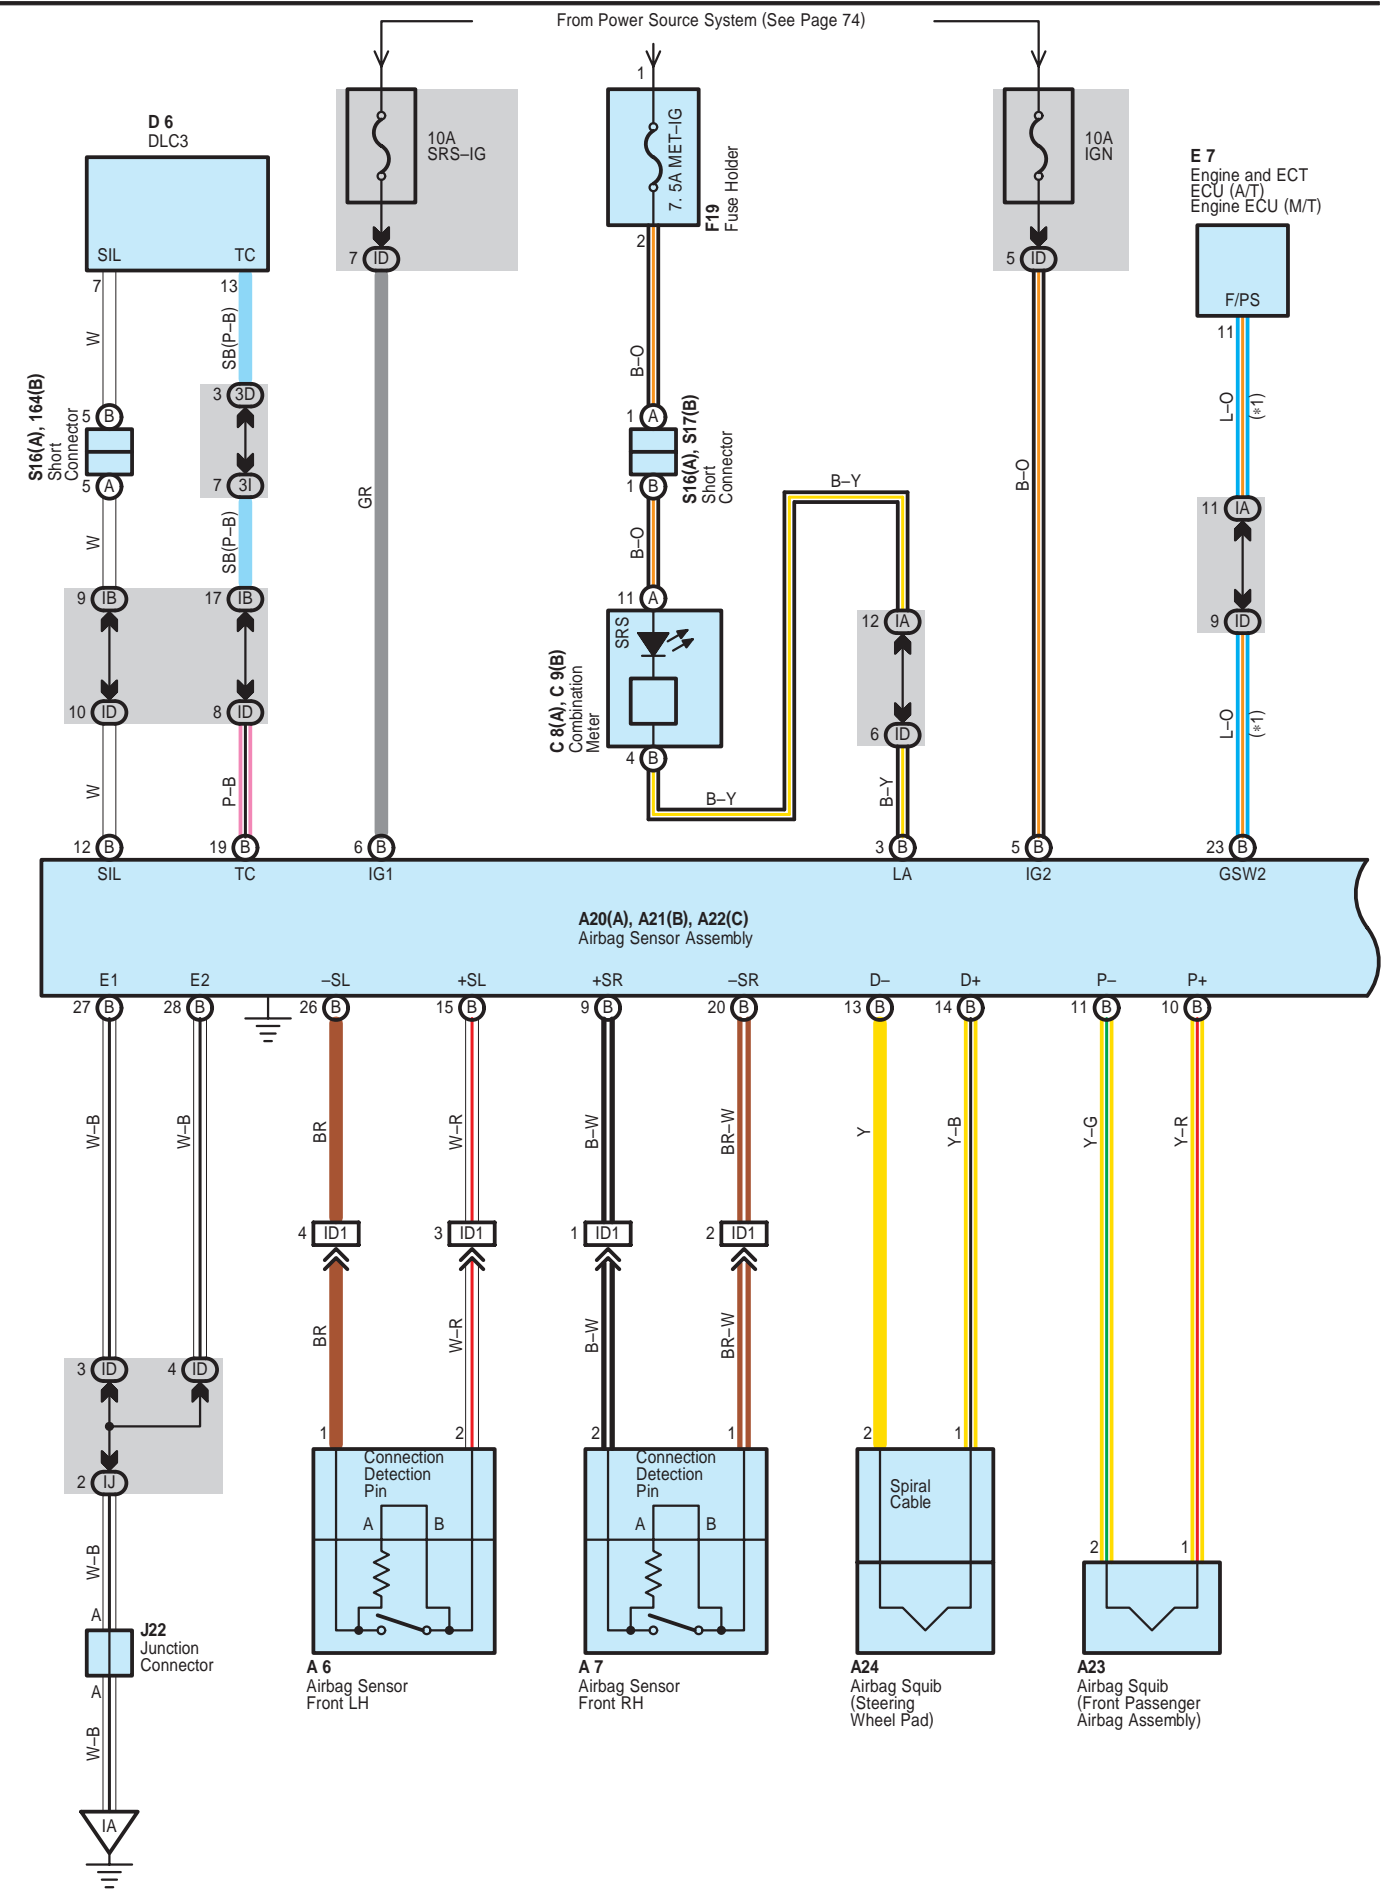 From Power Source System (See Page 74)
1
D 6
DLC3
10A
SRS–IG
7. 5A MET–IG
F19
Fuse Holder
10A
IGN
E 7
Engine and ECT
ECU (A/T)
Engine ECU (M/T)
SIL
TC
7 ID
2
5 ID
F/PS
7
13
11
W
SB(P–B)
B–O
L–O
(*1)
S16(A), 164(B)
Short
Connector
5 B
5 A
3 3D
7 3I
1 A
1 B
S16(A), S17(B)
Short
Connector
B–Y
GR
B–O
11 IA
W
SB(P–B)
B–O
9 IB
17 IB
11 A
12 IA
9 ID
SRS
C 8(A), C 9(B)
Combination
Meter
10 ID
8 ID
4 B
6 ID
L–O
(*1)
W
P–B
B–Y
B–Y
12 B
19 B
6 B
3 B
5 B
23 B
SIL
TC
IG1
LA
IG2
GSW2
A20(A), A21(B), A22(C)
Airbag Sensor Assembly
E1
E2
–SL
+SL
+SR
–SR
D–
D+
P–
P+
27 B
28 B
26 B
15 B
9 B
20 B
13 B
14 B
11 B
10 B
W–B
W–B
BR
W–R
B–W
BR–W
Y
Y–B
Y–G
Y–R
4 ID1
3 ID1
1 ID1
2 ID1
BR
W–R
B–W
BR–W
3 ID
4 ID
1
2
2
1
2
1
2 IJ
Connection
Detection
Pin
A
B
Connection
Detection
Pin
A
B
Spiral
Cable
2
1
W–B
A
J22
Junction
Connector
A
W–B
A 6
Airbag Sensor
Front LH
A 7
Airbag Sensor
Front RH
A24
Airbag Squib
(Steering
Wheel Pad)
A23
Airbag Squib
(Front Passenger
Airbag Assembly)
IA